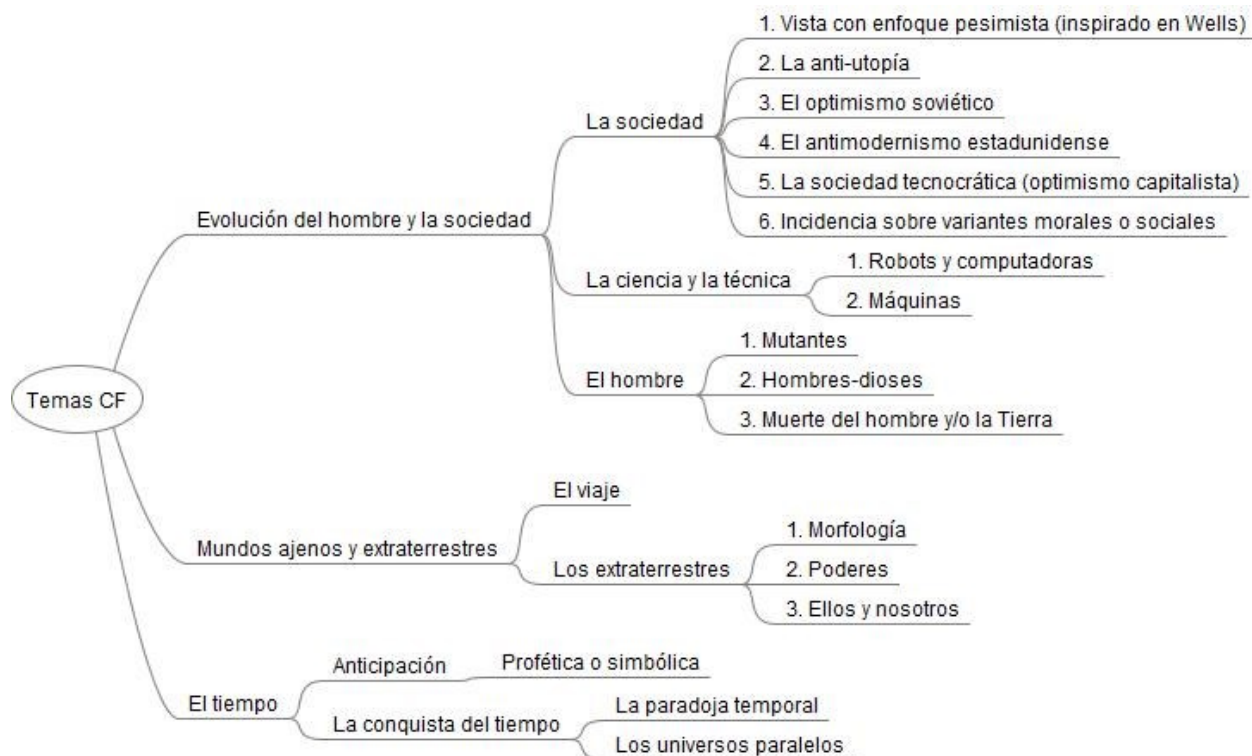 Temas CF
Evolución del hombre y la sociedad
La sociedad
1. Vista con enfoque pesimista (inspirado en Wells)
2. La anti-utopía
3. El optimismo soviético
4. El antimodernismo estadunidense
5. La sociedad tecnocrática (optimismo capitalista)
6. Incidencia sobre variantes morales o sociales
La ciencia y la técnica
1. Robots y computadoras
2. Máquinas
El hombre
1. Mutantes
2. Hombres-dioses
3. Muerte del hombre y/o la Tierra
Mundos ajenos y extraterrestres
El viaje
Los extraterrestres
1. Morfología
2. Poderes
3. Ellos y nosotros
El tiempo
Anticipación
Profética o simbólica
La conquista del tiempo
La paradoja temporal
Los universos paralelos